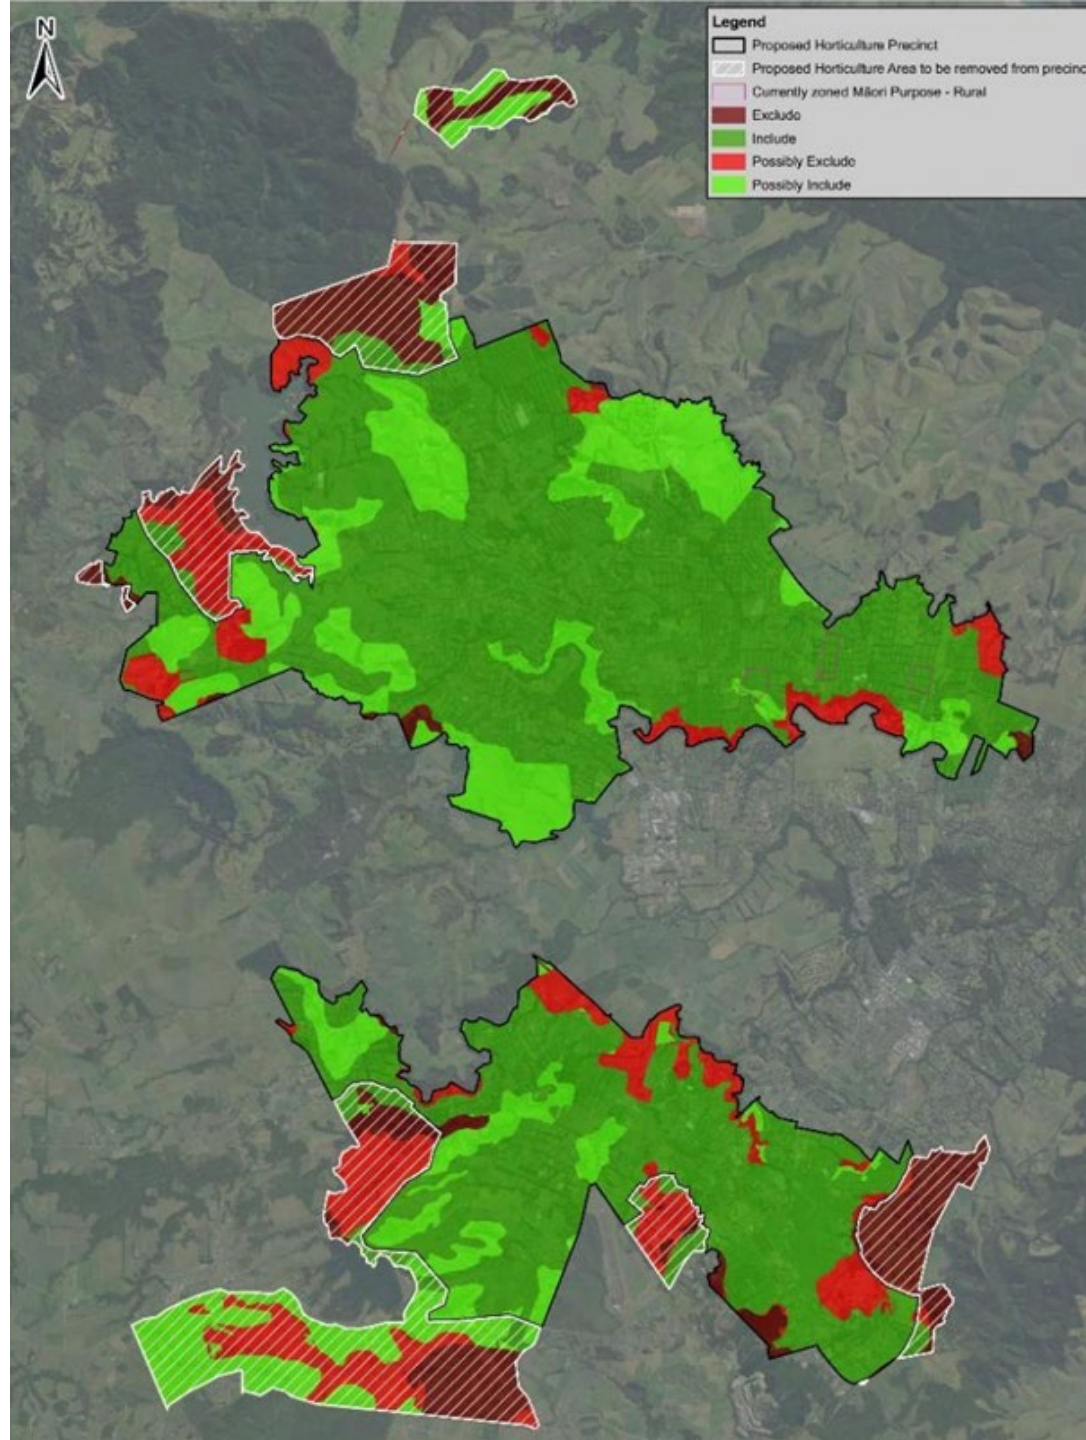 N
Legend
Proposed Horticulture Precinct
Proposed Horticulture Area to be removed from precinc
Currently zoned Māori Purpose - Rural
Exclude
Include
Possibly Exclude
Possibly Include